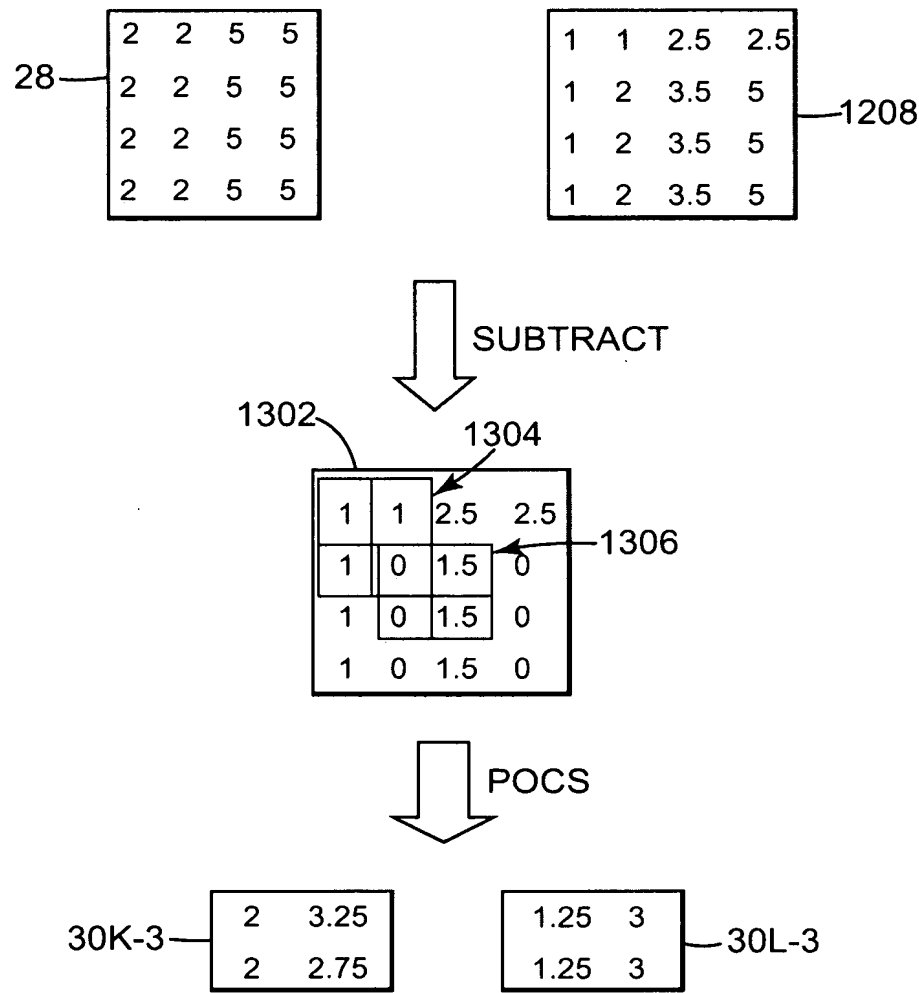 2 2 5 5
28
2 2 5 5
2 2 5 5
2 2 5 5
1 1 2.5 2.5
1 2 3.5 5
1208
1 2 3.5 5
1 2 3.5 5
SUBTRACT
1302
1304
1 1 2.5 2.5
1306
1 0 1.5 0
1 0 1.5 0
1 0 1.5 0
POCS
30K-3
2 3.25
2 2.75
1.25 3
1.25 3
30L-3